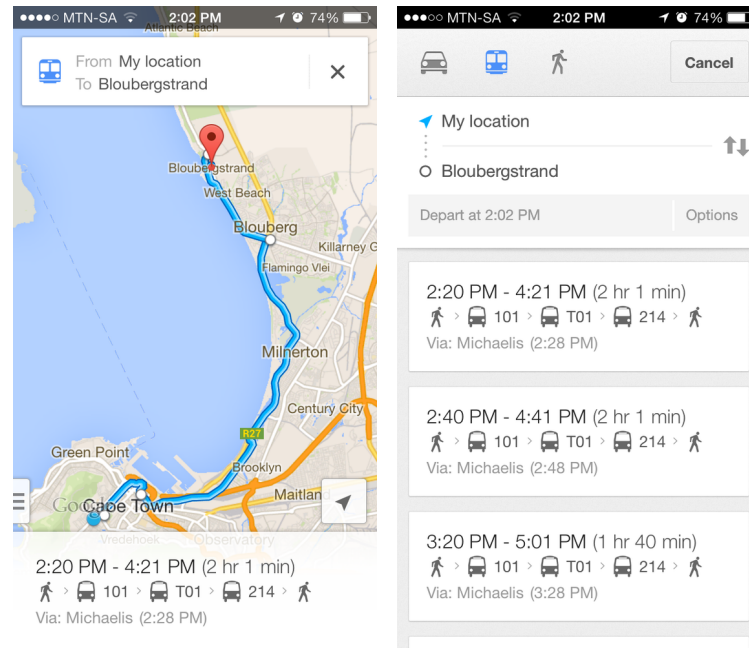 MTN-SA 2:02 PM 74%
Atlantic Beach
From My location
To Bloubergstrand
Bloubergstrand
West Beach
Blouberg
Killarney G
Flamingo Vlei
Milnerton
Century City
R27
Green Point
Brooklyn
Maitland
Google
Cape Town
Vredehoek
Observatory
2:20 PM - 4:21 PM (2 hr 1 min)
101 T01 214
Via: Michaelis (2:28 PM)
MTN-SA 2:02 PM 74%
Cancel
My location
Bloubergstrand
Depart at 2:02 PM Options
2:20 PM - 4:21 PM (2 hr 1 min)
101 T01 214
Via: Michaelis (2:28 PM)
2:40 PM - 4:41 PM (2 hr 1 min)
101 T01 214
Via: Michaelis (2:48 PM)
3:20 PM - 5:01 PM (1 hr 40 min)
101 T01 214
Via: Michaelis (3:28 PM)